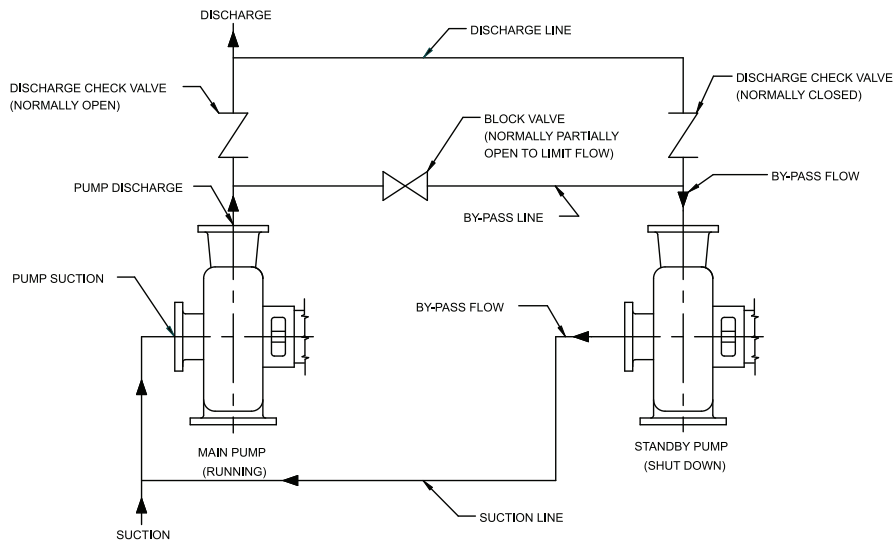 DISCHARGE
DISCHARGE LINE
DISCHARGE CHECK VALVE
(NORMALLY OPEN)
BLOCK VALVE
(NORMALLY PARTIALLY
OPEN TO LIMIT FLOW)
DISCHARGE CHECK VALVE
(NORMALLY CLOSED)
PUMP DISCHARGE
BY-PASS LINE
BY-PASS FLOW
PUMP SUCTION
BY-PASS FLOW
MAIN PUMP
(RUNNING)
STANDBY PUMP
(SHUT DOWN)
SUCTION
SUCTION LINE